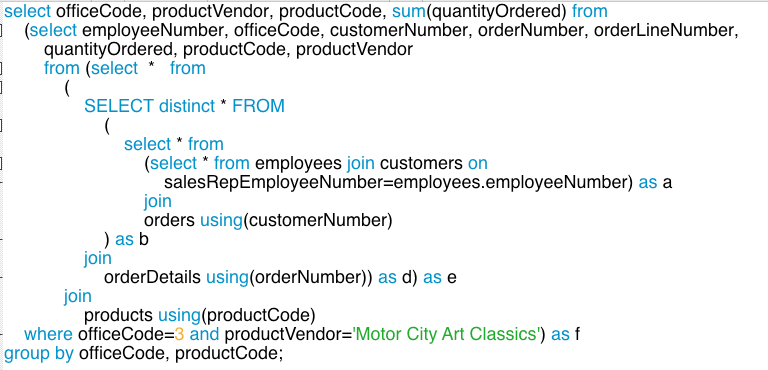 select officeCode, productVendor, productCode, sum(quantityOrdered) from
(select employeeNumber, officeCode, customerNumber, orderNumber, orderLineNumber,
quantityOrdered, productCode, productVendor
from (select * from
(
SELECT distinct * FROM
(
select * from
(select * from employees join customers on
salesRepEmployeeNumber=employees.employeeNumber) as a
join
orders using(customerNumber)
) as b
join
orderDetails using(orderNumber)) as d) as e
join
products using(productCode)
where officeCode=3 and productVendor='Motor City Art Classics') as f
group by officeCode, productCode;